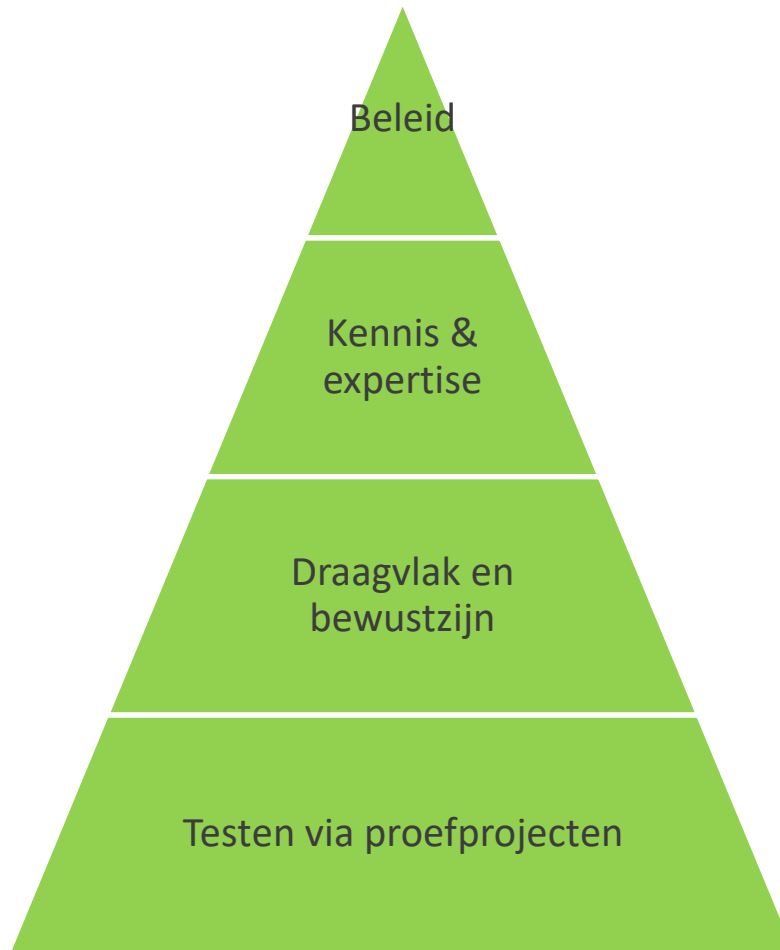 Beleid
Kennis &
expertise
Draagvlak en
bewustzijn
Testen via proefprojecten